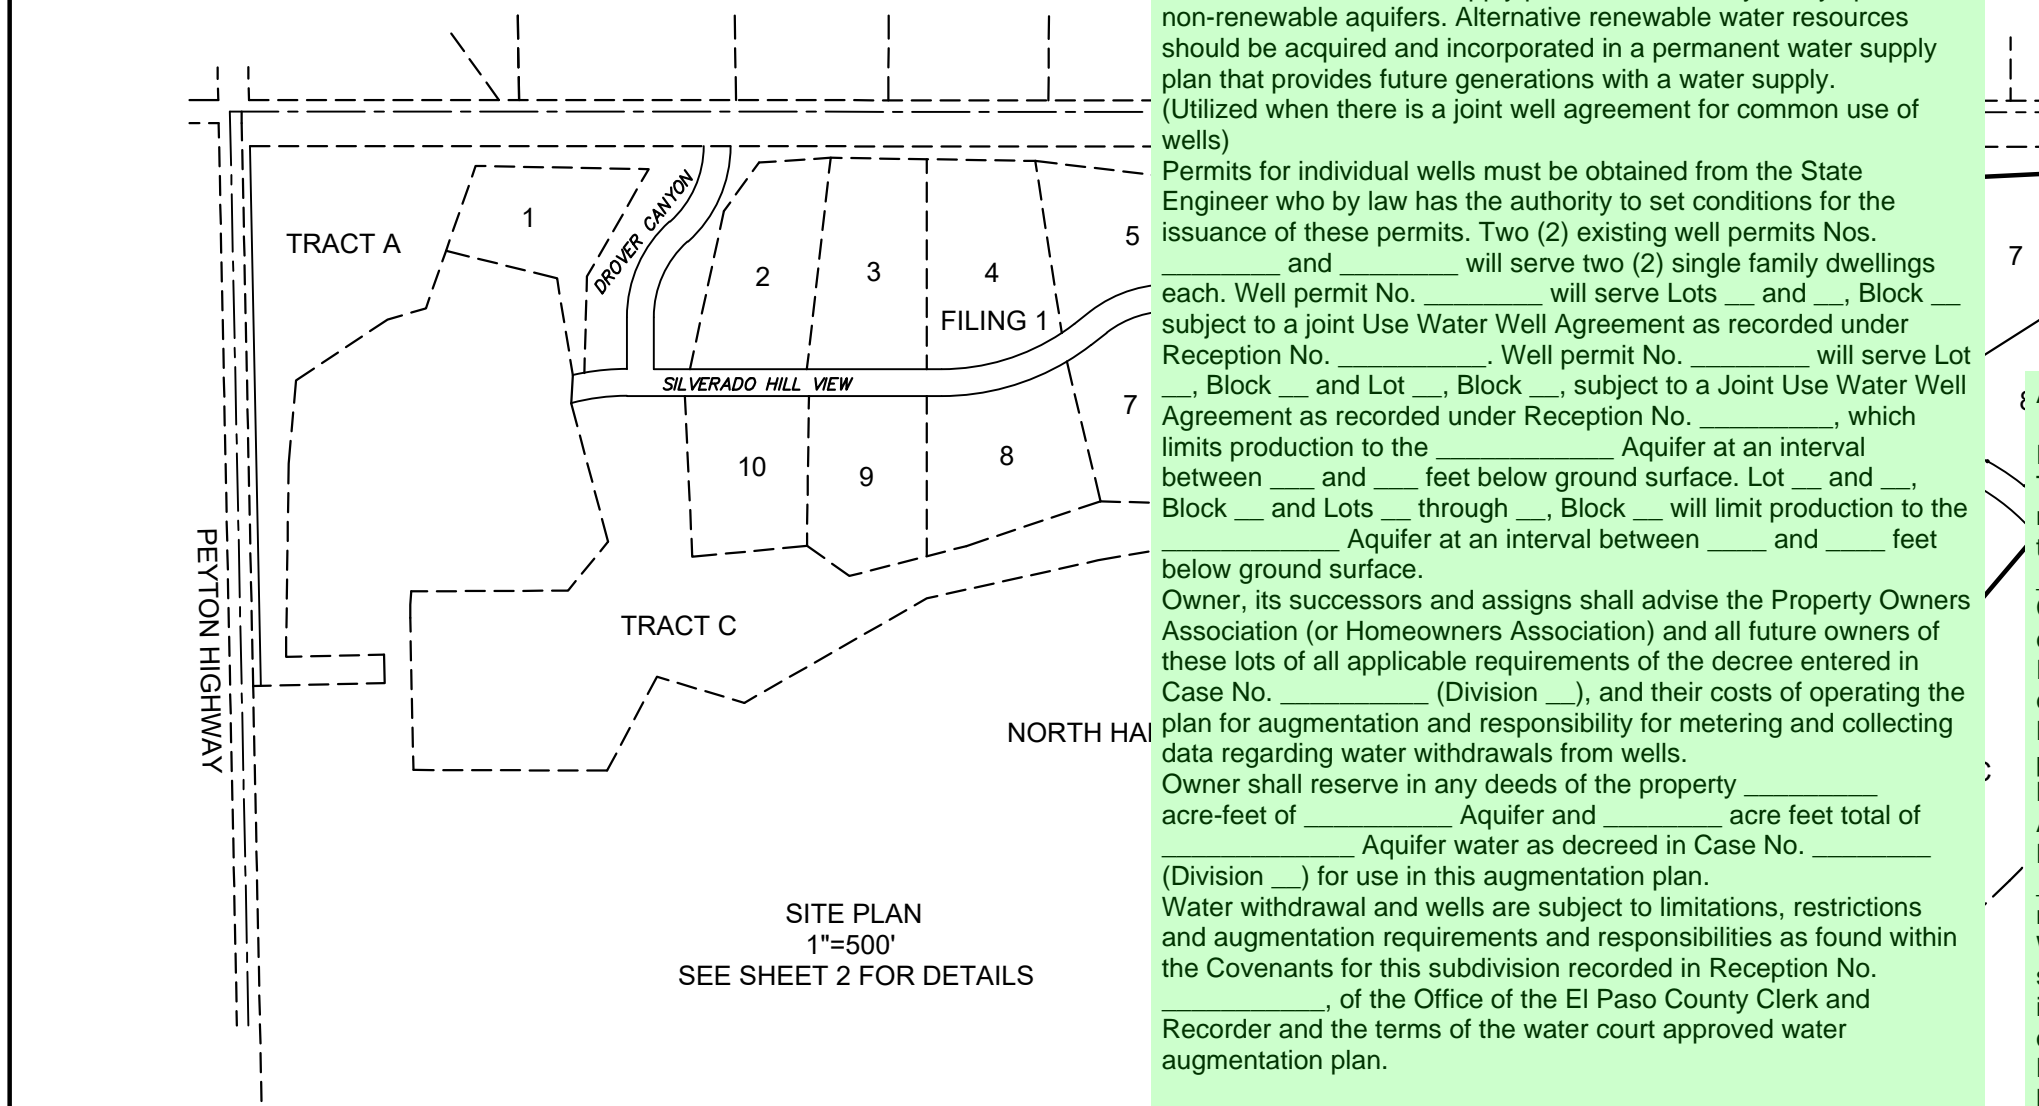 TRACT A
1
DROVER CANYON
2
3
4
5
FILING 1
SILVERADO HILL VIEW
7
10
9
8
PEYTON HIGHWAY
TRACT C
NORTH
SITE PLAN
1"=500'
SEE SHEET 2 FOR DETAILS
non-renewable aquifers. Alternative renewable water resources
should be acquired and incorporated in a permanent water supply
plan that provides future generations with a water supply.
(Utilized when there is a joint well agreement for common use of
wells)
Permits for individual wells must be obtained from the State
Engineer who by law has the authority to set conditions for the
issuance of these permits. Two (2) existing well permits Nos.
________ and ________ will serve two (2) single family dwellings
each. Well permit No. ________ will serve Lots __ and __, Block __
subject to a joint Use Water Well Agreement as recorded under
Reception No. __________. Well permit No. ________ will serve Lot
__, Block __ and Lot __, Block __, subject to a Joint Use Water Well
Agreement as recorded under Reception No. _________, which
limits production to the ____________ Aquifer at an interval
between ___ and ___ feet below ground surface. Lot __ and __,
Block __ and Lots __ through __, Block __ will limit production to the
____________ Aquifer at an interval between ____ and ____ feet
below ground surface.
Owner, its successors and assigns shall advise the Property Owners
Association (or Homeowners Association) and all future owners of
these lots of all applicable requirements of the decree entered in
Case No. __________ (Division __), and their costs of operating the
plan for augmentation and responsibility for metering and collecting
data regarding water withdrawals from wells.
Owner shall reserve in any deeds of the property _________
acre-feet of __________ Aquifer and ________ acre feet total of
_____________ Aquifer water as decreed in Case No. ________
(Division __) for use in this augmentation plan.
Water withdrawal and wells are subject to limitations, restrictions
and augmentation requirements and responsibilities as found within
the Covenants for this subdivision recorded in Reception No.
___________, of the Office of the El Paso County Clerk and
Recorder and the terms of the water court approved water
augmentation plan.
7